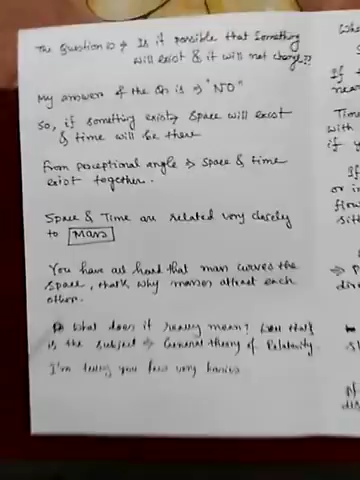 The Question is → Is it possible that Something
will exist & it will not change??
My answer of the Qn is → "NO"
So, if something exist → Space will exist
& time will be there
From perceptional angle → Space & time
exist together.
Space & Time are related very closely
to Mass
You have all heard that mass curves the
space, that's why masses attract each
other.
What does it really mean? Well that
is the subject → General theory of Relativity.
I'm telling you few very basics